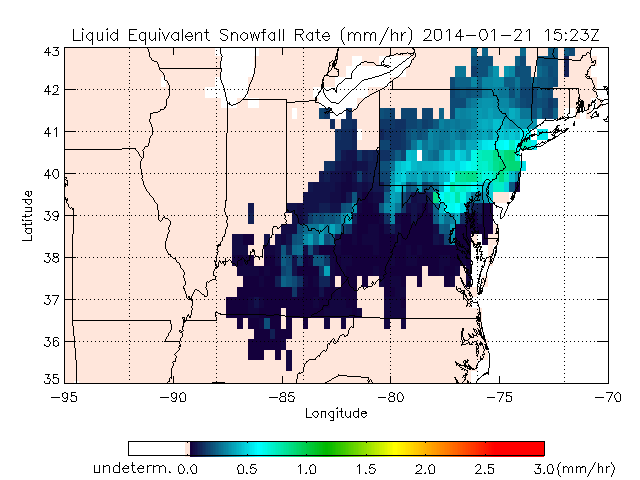 Liquid Equivalent Snowfall Rate (mm/hr) 2014-01-21 15:23Z
43
42
41
40
39
38
37
36
35
Latitude
-95 -90 -85 -80 -75 -70
Longitude
undeterm. 0.0 0.5 1.0 1.5 2.0 2.5 3.0(mm/hr)